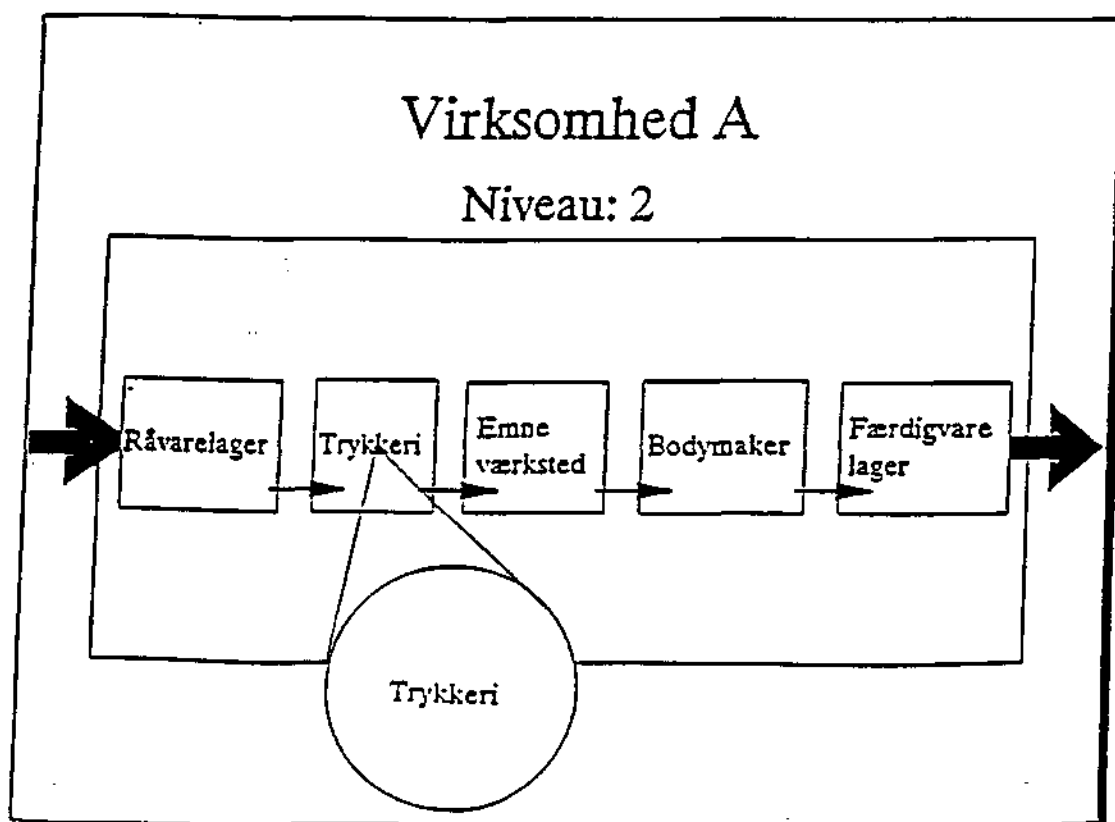 Virksomhed A
Niveau: 2
Råvarelager
Trykkeri
Emne
værksted
Bodymaker
Færdigvare
lager
Trykkeri